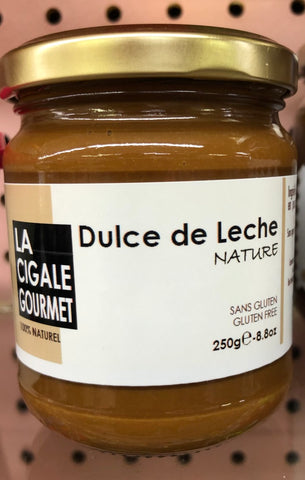 LA
CIGALE
GOURMET
100% NATUREL
Dulce de Leche
NATURE
SANS GLUTEN
GLUTEN FREE
250g℮-8.8oz